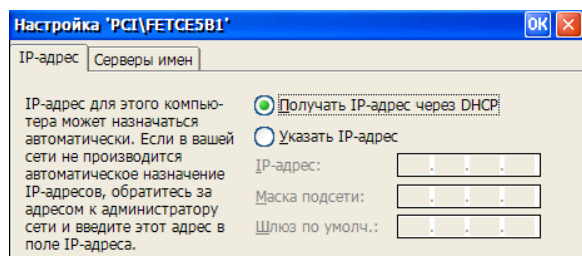 Настройка 'PCI\FETCE5B1'
OK
IP-адрес
Серверы имен
IP-адрес для этого компью-
тера может назначаться
автоматически. Если в вашей
сети не производится
автоматическое назначение
IP-адресов, обратитесь за
адресом к администратору
сети и введите этот адрес в
поле IP-адреса.
Получать IP-адрес через DHCP
Указать IP-адрес
IP-адрес:
Маска подсети:
Шлюз по умолч.: